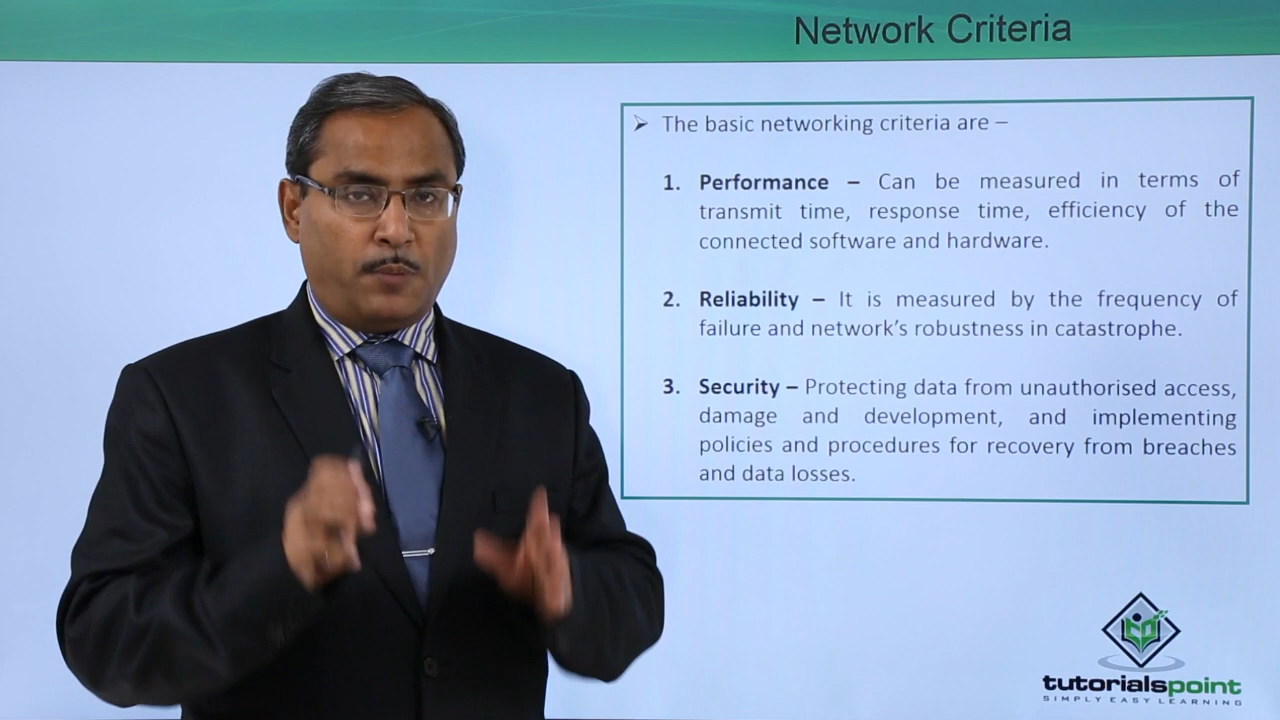 Network Criteria
➢ The basic networking criteria are –
1. Performance – Can be measured in terms of
transmit time, response time, efficiency of the
connected software and hardware.
2. Reliability – It is measured by the frequency of
failure and network's robustness in catastrophe.
3. Security – Protecting data from unauthorised access,
damage and development, and implementing
policies and procedures for recovery from breaches
and data losses.
tutorialspoint
SIMPLY EASY LEARNING